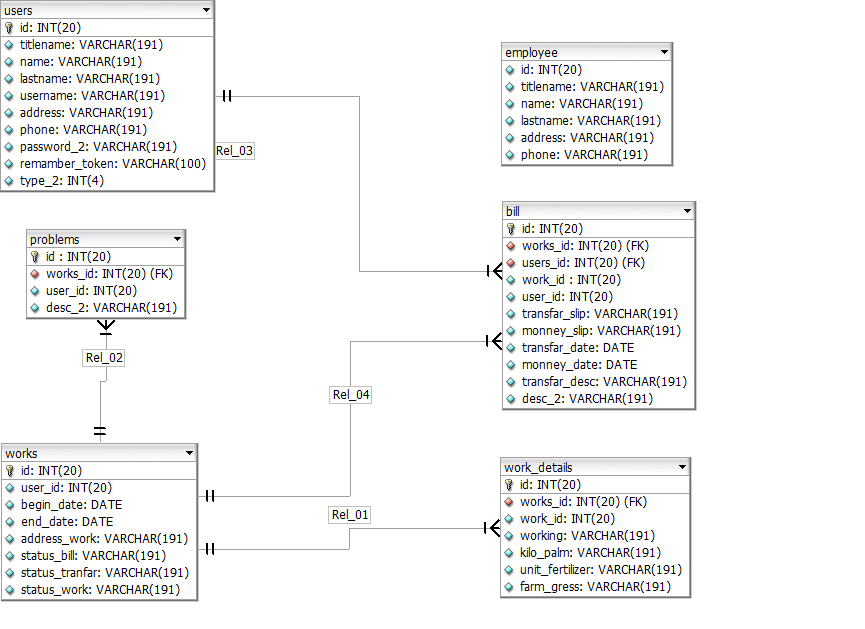 users
id: INT(20)
titlename: VARCHAR(191)
name: VARCHAR(191)
lastname: VARCHAR(191)
username: VARCHAR(191)
address: VARCHAR(191)
phone: VARCHAR(191)
password_2: VARCHAR(191)
remamber_token: VARCHAR(100)
type_2: INT(4)
Rel_03
employee
id: INT(20)
titlename: VARCHAR(191)
name: VARCHAR(191)
lastname: VARCHAR(191)
address: VARCHAR(191)
phone: VARCHAR(191)
problems
id : INT(20)
works_id: INT(20) (FK)
user_id: INT(20)
desc_2: VARCHAR(191)
Rel_02
bill
id: INT(20)
works_id: INT(20) (FK)
users_id: INT(20) (FK)
work_id : INT(20)
user_id: INT(20)
transfar_slip: VARCHAR(191)
monney_slip: VARCHAR(191)
transfar_date: DATE
monney_date: DATE
transfar_desc: VARCHAR(191)
desc_2: VARCHAR(191)
Rel_04
works
id: INT(20)
user_id: INT(20)
begin_date: DATE
end_date: DATE
address_work: VARCHAR(191)
status_bill: VARCHAR(191)
status_tranfar: VARCHAR(191)
status_work: VARCHAR(191)
Rel_01
work_details
id: INT(20)
works_id: INT(20) (FK)
work_id: INT(20)
working: VARCHAR(191)
kilo_palm: VARCHAR(191)
unit_fertilizer: VARCHAR(191)
farm_gress: VARCHAR(191)